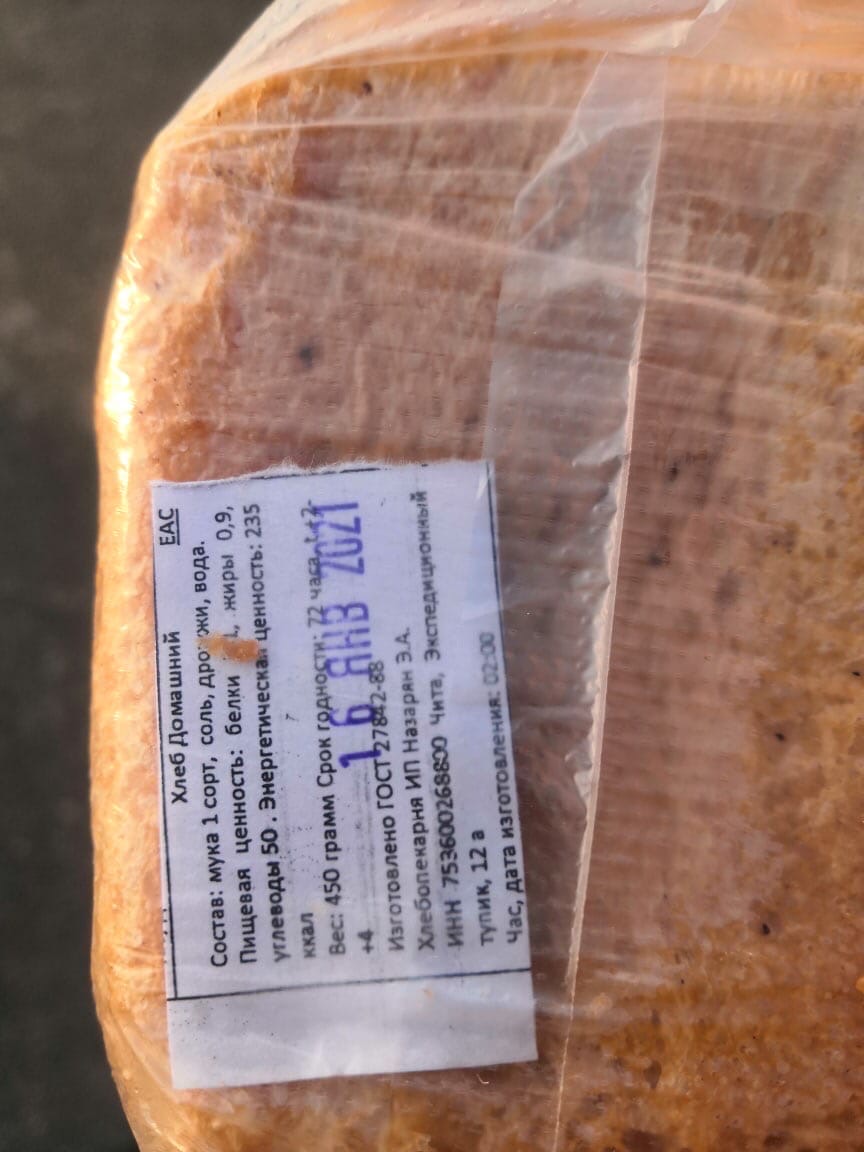 Хлеб Домашний ЕАС
Состав: мука 1 сорт, соль, дрожжи, вода.
Пищевая ценность: белки жиры 0,9,
углеводы 50 . Энергетическая ценность: 235
ккал
Вес: 450 грамм Срок годности: 72 часа, t +2-
+4
16 ЯНВ 2021
Изготовлено ГОСТ 27842-88
Хлебопекарня ИП Назарян Э.А.
ИНН 753600268800 Чита, Экспедиционный
тупик, 12 а
Час, дата изготовления: 02:00